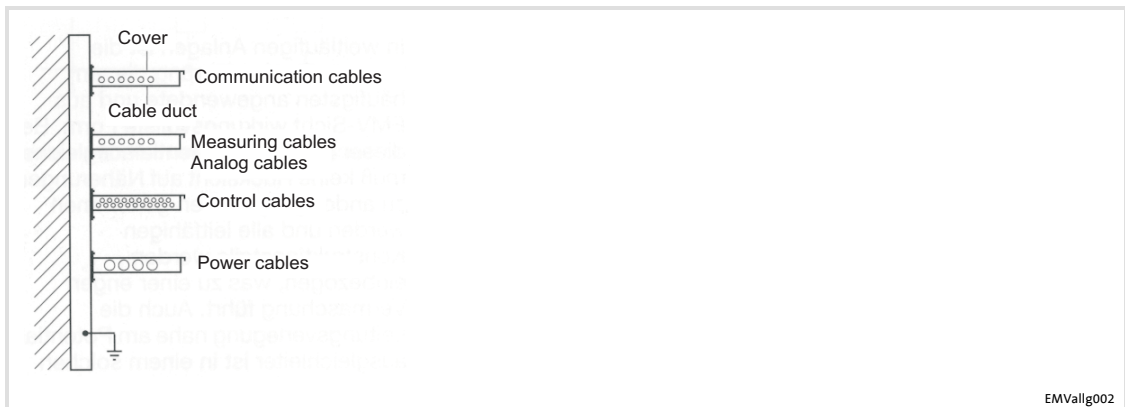 Cover
Communication cables
Cable duct
Measuring cables
Analog cables
Control cables
Power cables
EMVallg002